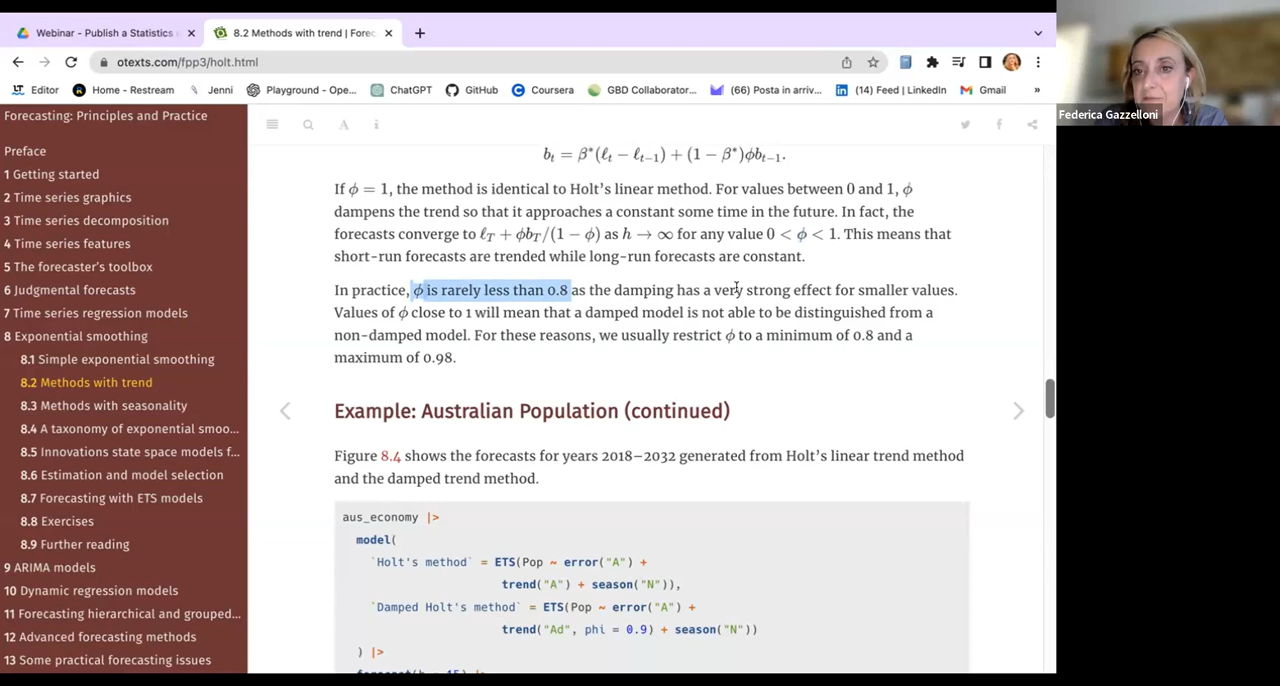 Webinar - Publish a Statistics
8.2 Methods with trend | Forec
otexts.com/fpp3/holt.html
Editor
Home - Restream
Jenni
Playground - Ope...
ChatGPT
GitHub
Coursera
GBD Collaborator...
(66) Posta in arriv...
(14) Feed | LinkedIn
Gmail
»
Federica Gazzelloni
Forecasting: Principles and Practice
Preface
1 Getting started
2 Time series graphics
3 Time series decomposition
4 Time series features
5 The forecaster's toolbox
6 Judgmental forecasts
7 Time series regression models
8 Exponential smoothing
8.1 Simple exponential smoothing
8.2 Methods with trend
8.3 Methods with seasonality
8.4 A taxonomy of exponential smoo...
8.5 Innovations state space models f...
8.6 Estimation and model selection
8.7 Forecasting with ETS models
8.8 Exercises
8.9 Further reading
9 ARIMA models
10 Dynamic regression models
11 Forecasting hierarchical and grouped...
12 Advanced forecasting methods
13 Some practical forecasting issues
b_t = β*(ℓ_t − ℓ_{t−1}) + (1 − β*)ϕb_{t−1}.
If ϕ = 1, the method is identical to Holt's linear method. For values between 0 and 1, ϕ
dampens the trend so that it approaches a constant some time in the future. In fact, the
forecasts converge to ℓ_T + ϕb_T/(1 − ϕ) as h → ∞ for any value 0 < ϕ < 1. This means that
short-run forecasts are trended while long-run forecasts are constant.
In practice, ϕ is rarely less than 0.8 as the damping has a very strong effect for smaller values.
Values of ϕ close to 1 will mean that a damped model is not able to be distinguished from a
non-damped model. For these reasons, we usually restrict ϕ to a minimum of 0.8 and a
maximum of 0.98.
Example: Australian Population (continued)
Figure 8.4 shows the forecasts for years 2018–2032 generated from Holt's linear trend method
and the damped trend method.
aus_economy |>
model(
`Holt's method` = ETS(Pop ~ error("A") +
trend("A") + season("N")),
`Damped Holt's method` = ETS(Pop ~ error("A") +
trend("Ad", phi = 0.9) + season("N"))
) |>